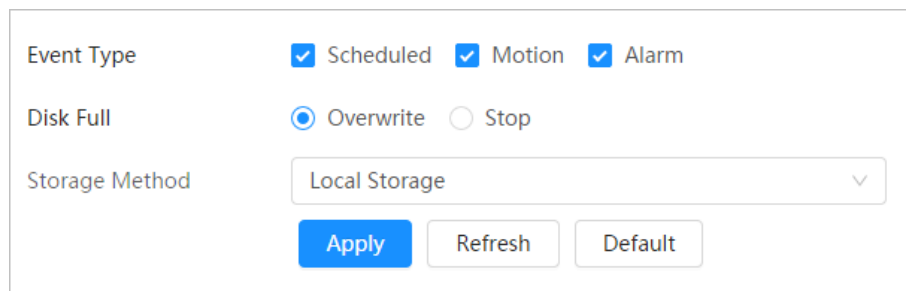 Event Type Scheduled Motion Alarm
Disk Full Overwrite Stop
Storage Method Local Storage
Apply Refresh Default